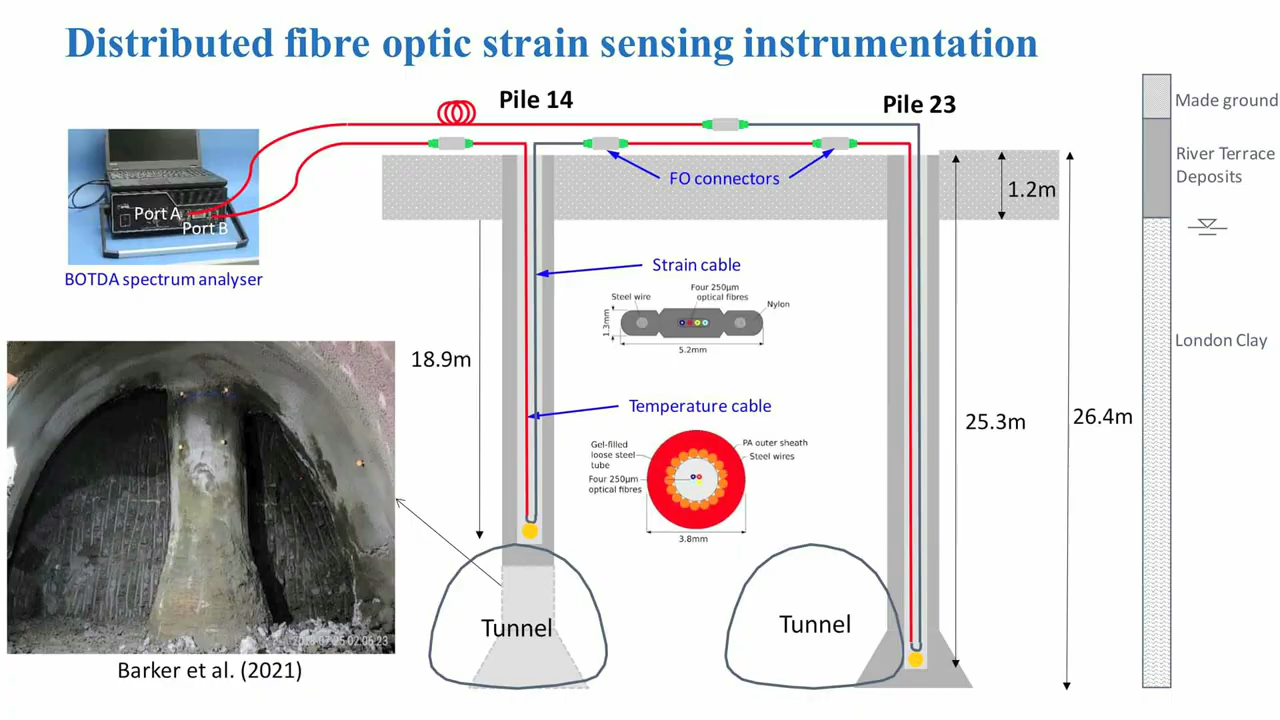 Distributed fibre optic strain sensing instrumentation
Pile 14
Pile 23
Made ground
River Terrace
Deposits
London Clay
Port A
Port B
BOTDA spectrum analyser
FO connectors
1.2m
Strain cable
Steel wire
Four 250μm
optical fibres
Nylon
1.3mm
5.2mm
18.9m
Temperature cable
25.3m
26.4m
Gel-filled
loose steel
tube
Four 250μm
optical fibres
PA outer sheath
Steel wires
3.8mm
Tunnel
Tunnel
Barker et al. (2021)